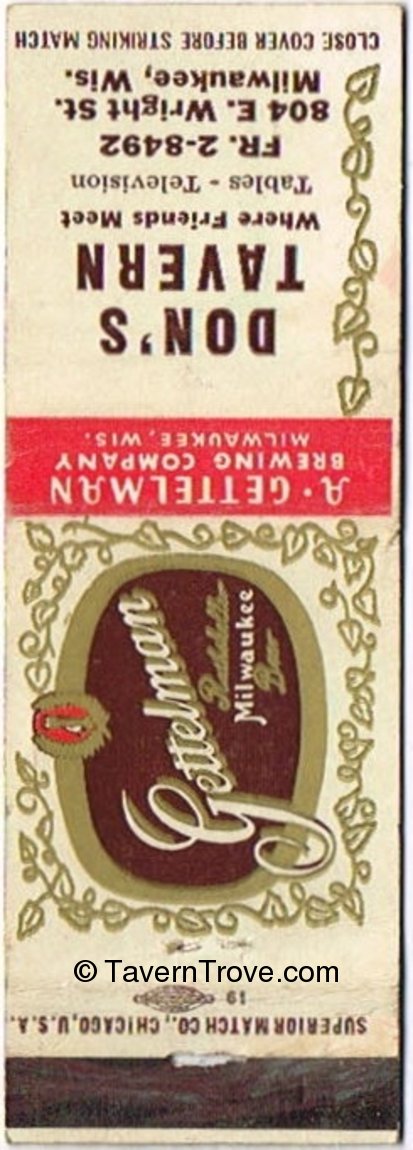 CLOSE COVER BEFORE STRIKING MATCH
DON'S
TAVERN
Where Friends Meet
Tables - Television
FR. 2-8492
804 E. Wright St.
Milwaukee, Wis.
A. GETTELMAN
BREWING COMPANY
MILWAUKEE, WIS.
Gettelman
Milwaukee
Beer
© TavernTrove.com
19
SUPERIOR MATCH CO., CHICAGO, U.S.A.